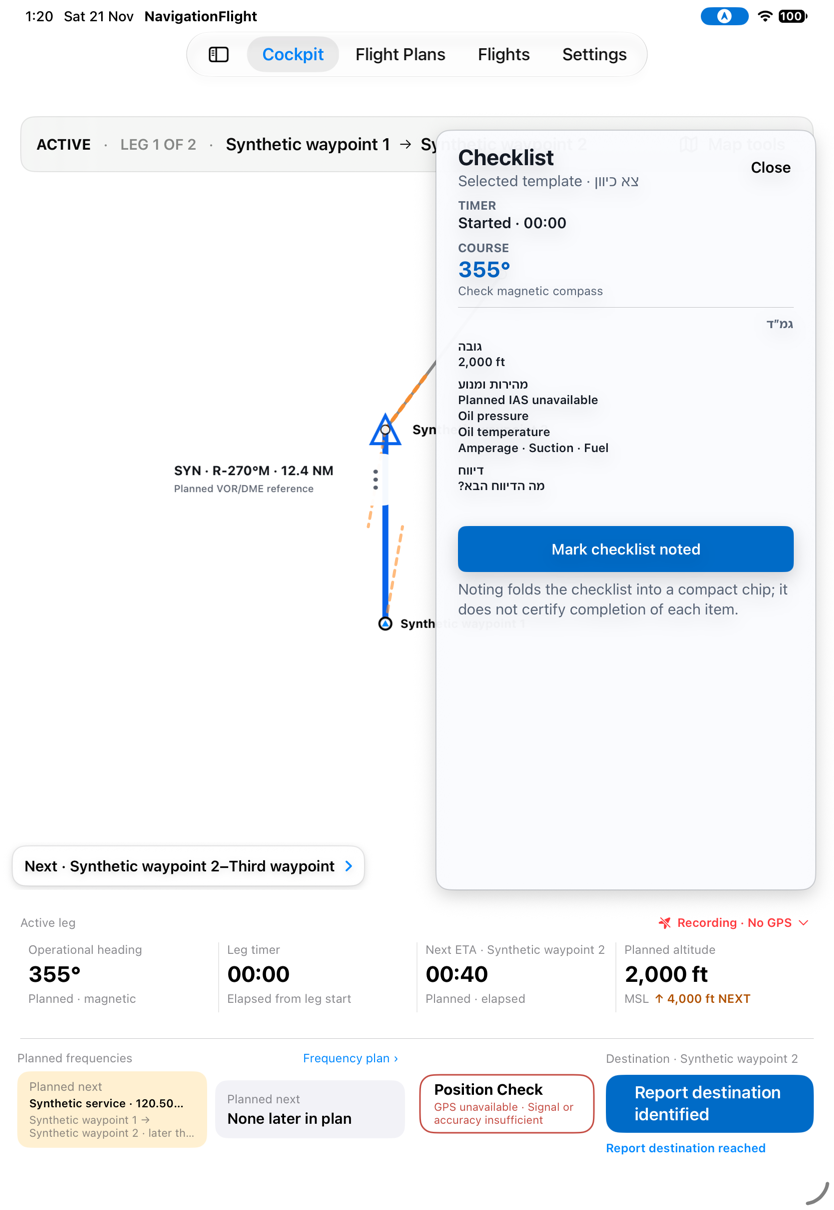 1:20 Sat 21 Nov NavigationFlight 100
Cockpit Flight Plans Flights Settings
ACTIVE · LEG 1 OF 2 · Synthetic waypoint 1 → Synthetic waypoint 2 Map tools
Checklist
Close
Selected template · צא כיוון
TIMER
Started · 00:00
COURSE
355°
Check magnetic compass
גמ״ד
גובה
2,000 ft
מהירות ומנוע
Planned IAS unavailable
Oil pressure
Oil temperature
Amperage · Suction · Fuel
דיווח
מה הדיווח הבא?
Mark checklist noted
Noting folds the checklist into a compact chip; it
does not certify completion of each item.
Syn
SYN · R-270°M · 12.4 NM
Planned VOR/DME reference
Synthetic waypoint 1
Next · Synthetic waypoint 2–Third waypoint
Active leg
Recording · No GPS
Operational heading
355°
Planned · magnetic
Leg timer
00:00
Elapsed from leg start
Next ETA · Synthetic waypoint 2
00:40
Planned · elapsed
Planned altitude
2,000 ft
MSL ↑ 4,000 ft NEXT
Planned frequencies
Frequency plan ›
Planned next
Synthetic service · 120.50...
Synthetic waypoint 1 →
Synthetic waypoint 2 · later th...
Planned next
None later in plan
Position Check
GPS unavailable · Signal or
accuracy insufficient
Destination · Synthetic waypoint 2
Report destination
identified
Report destination reached